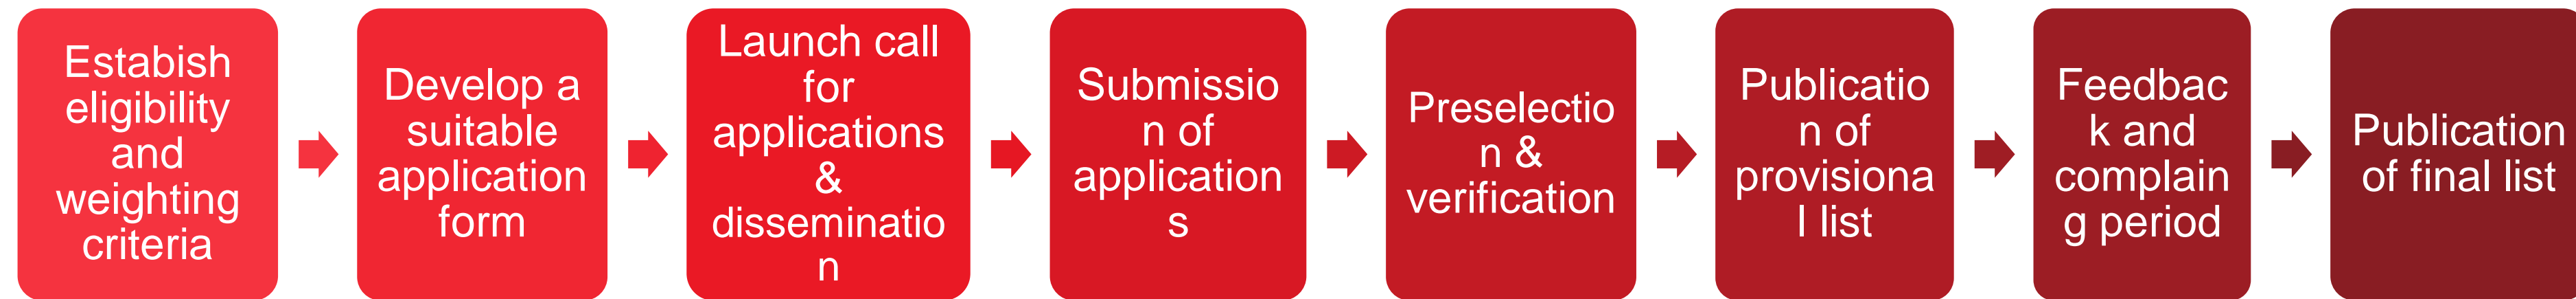 Estabish
eligibility
and
weighting
criteria
Develop a
suitable
application
form
Launch call
for
applications
&
disseminatio
n
Submissio
n of
application
s
Preselectio
n &
verification
Publicatio
n of
provisiona
l list
Feedbac
k and
complain
g period
Publication
of final list